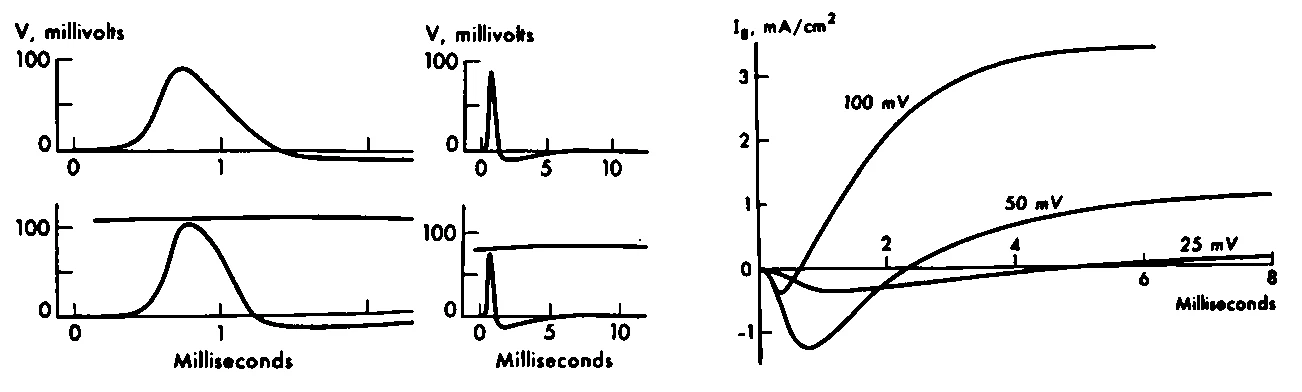 V, millivolts
100
0
0 1
V, millivolts
100
0
0 5 10
100
0
0 1
Milliseconds
100
0
0 5 10
Milliseconds
I₈, mA/cm²
3
2
1
0
-1
100 mV
50 mV
25 mV
2 4 6 8
Milliseconds